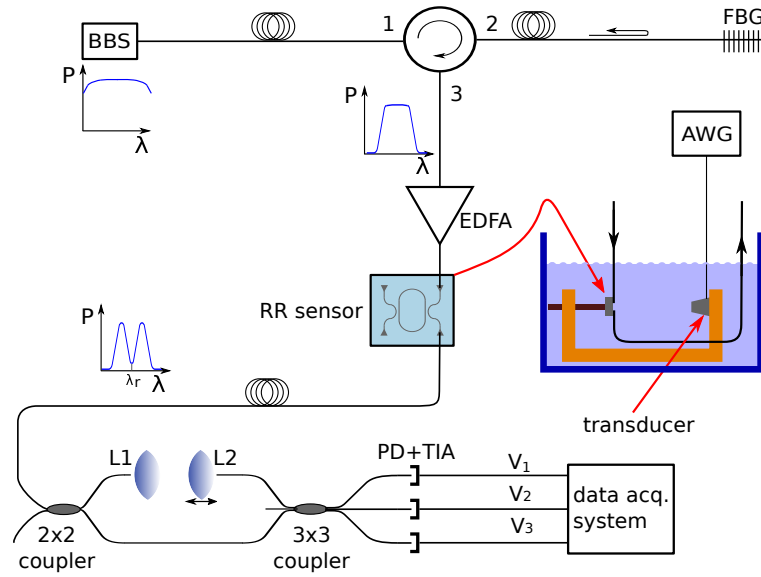 BBS
1
2
FBG
P
λ
3
P
λ
AWG
EDFA
RR sensor
λr
P
λ
transducer
L1
L2
PD+TIA
V1
V2
V3
data acq.
system
2x2
coupler
3x3
coupler